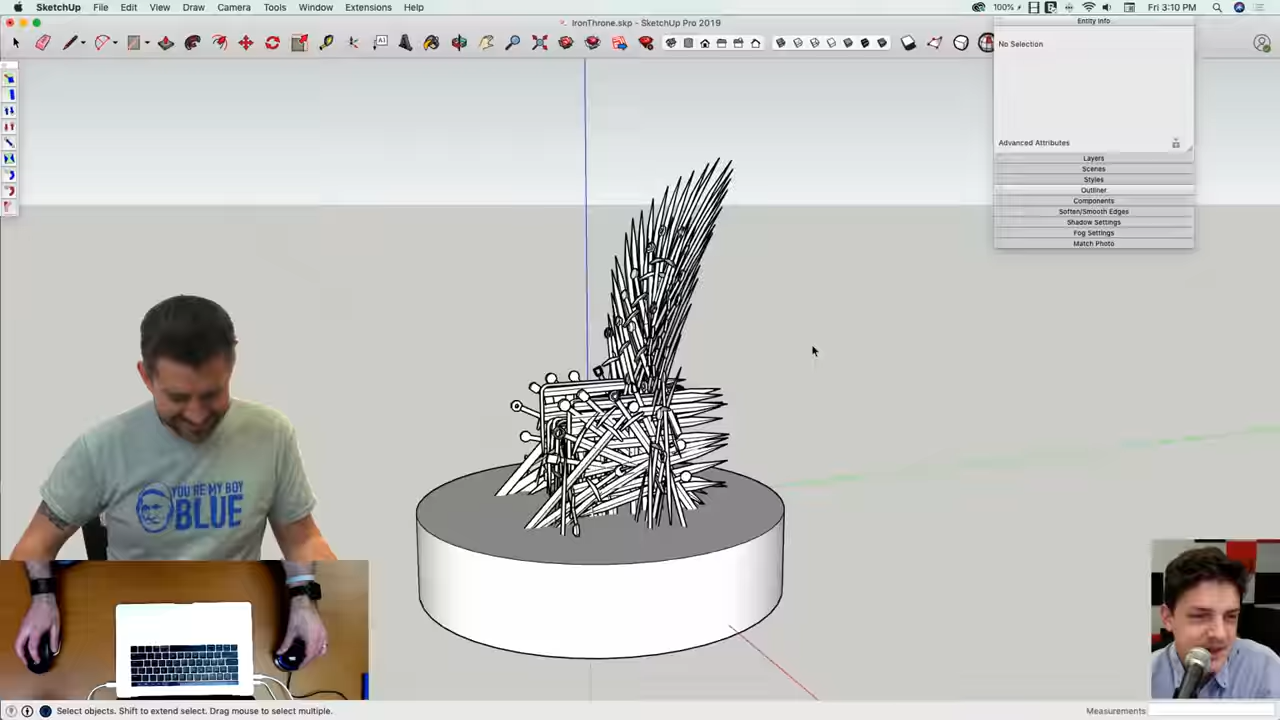 SketchUp File Edit View Draw Camera Tools Window Extensions Help
100% Fri 3:10 PM
IronThrone.skp - SketchUp Pro 2019
Entity Info
No Selection
Advanced Attributes
Layers
Scenes
Styles
Outliner
Components
Soften/Smooth Edges
Shadow Settings
Fog Settings
Match Photo
YOU'RE MY BOY
BLUE
Select objects. Shift to extend select. Drag mouse to select multiple.
Measurements